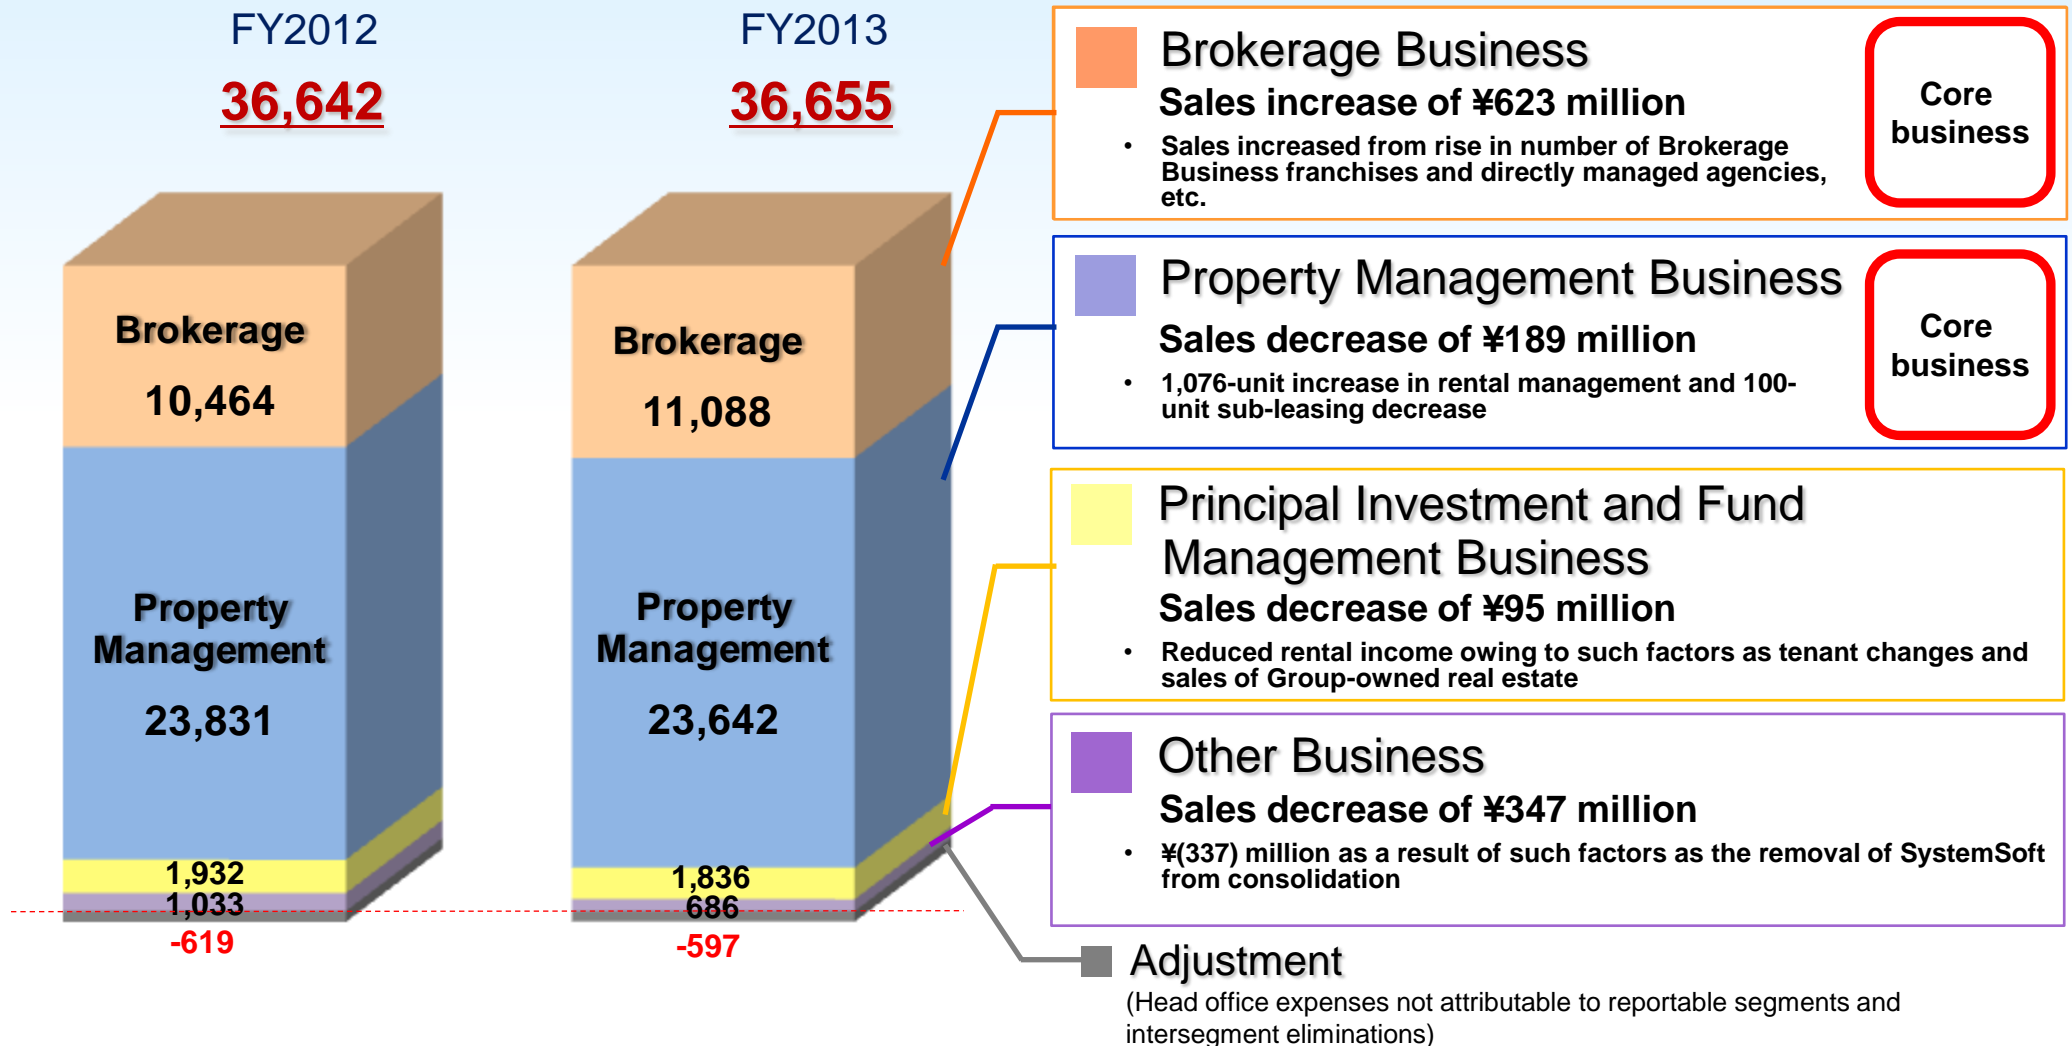 FY2012
36,642
Brokerage
10,464
Property
Management
23,831
1,932
1,033
-619
FY2013
36,655
Brokerage
11,088
Property
Management
23,642
1,836
686
-597
Brokerage Business
Sales increase of ¥623 million
• Sales increased from rise in number of Brokerage
Business franchises and directly managed agencies,
etc.
Core
business
Property Management Business
Sales decrease of ¥189 million
• 1,076-unit increase in rental management and 100-
unit sub-leasing decrease
Core
business
Principal Investment and Fund
Management Business
Sales decrease of ¥95 million
• Reduced rental income owing to such factors as tenant changes and
sales of Group-owned real estate
Other Business
Sales decrease of ¥347 million
• ¥(337) million as a result of such factors as the removal of SystemSoft
from consolidation
Adjustment
(Head office expenses not attributable to reportable segments and
intersegment eliminations)